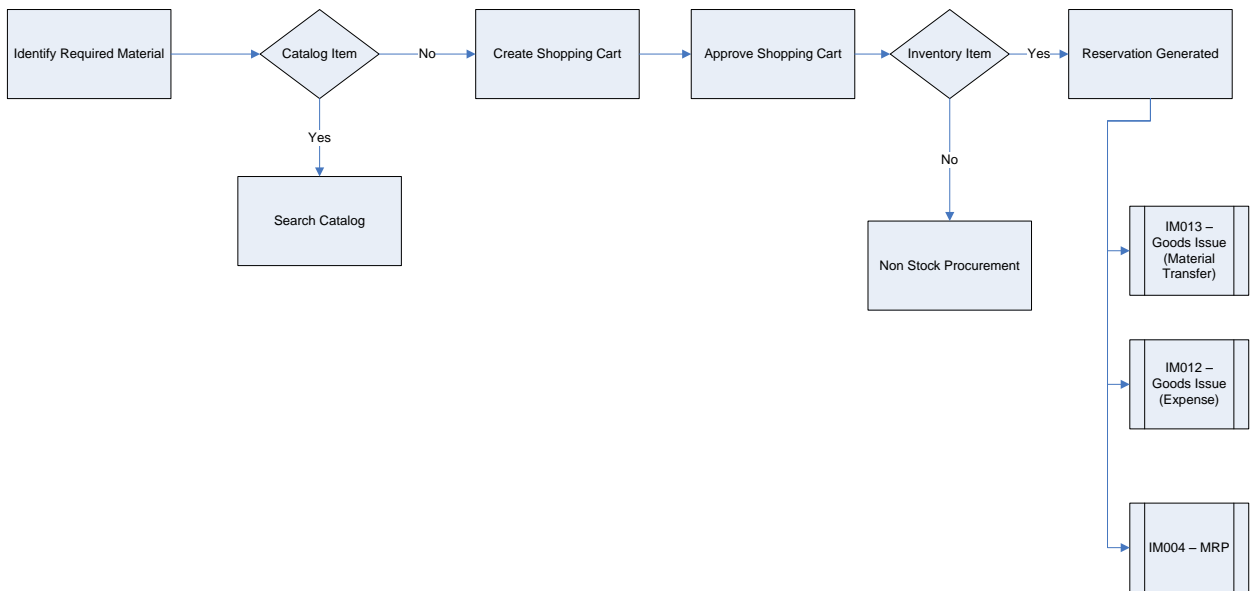 Identify Required Material
Catalog Item
No
Create Shopping Cart
Approve Shopping Cart
Inventory Item
Yes
Reservation Generated
Yes
Search Catalog
No
Non Stock Procurement
IM013 –
Goods Issue
(Material
Transfer)
IM012 –
Goods Issue
(Expense)
IM004 – MRP